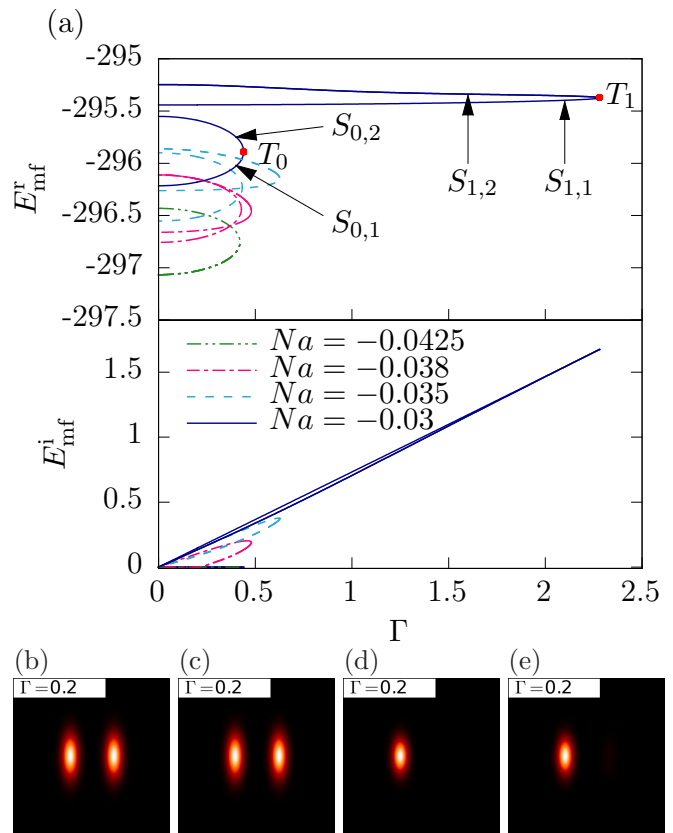 (a)
-295
-295.5
-296
-296.5
-297
-297.5
E^r_mf
S_{0,2}
T_0
S_{0,1}
S_{1,2}
S_{1,1}
T_1
Na = −0.0425
Na = −0.038
Na = −0.035
Na = −0.03
1.5
1
0.5
0
E^i_mf
0 0.5 1 1.5 2 2.5
Γ
(b) (c) (d) (e)
Γ=0.2 Γ=0.2 Γ=0.2 Γ=0.2